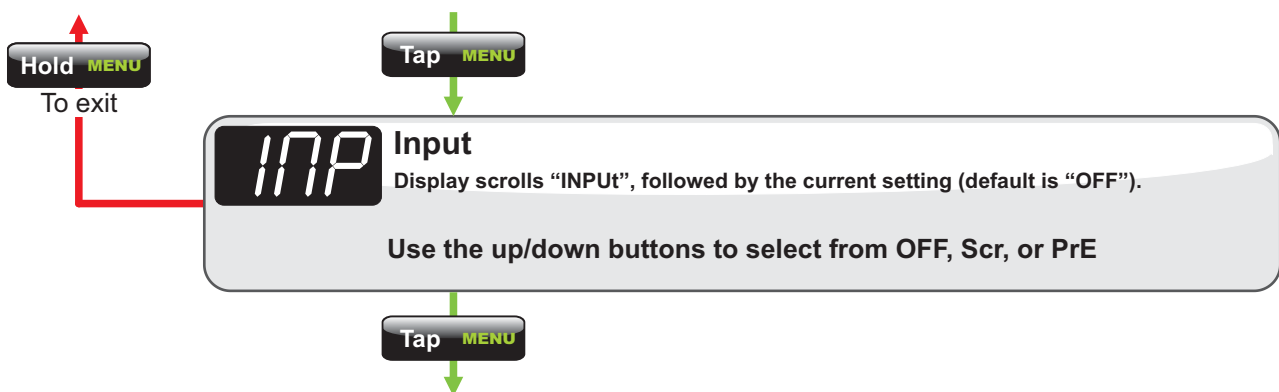 Tap MENU
Hold MENU
To exit
INP
Input
Display scrolls “INPUt”, followed by the current setting (default is “OFF”).
Use the up/down buttons to select from OFF, Scr, or PrE
Tap MENU